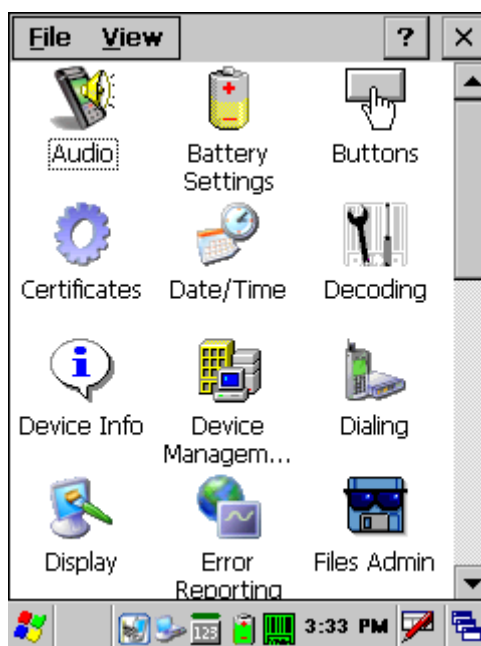 File View ? ×
Audio Battery Settings Buttons
Certificates Date/Time Decoding
Device Info Device Managem... Dialing
Display Error Reporting Files Admin
123 3:33 PM